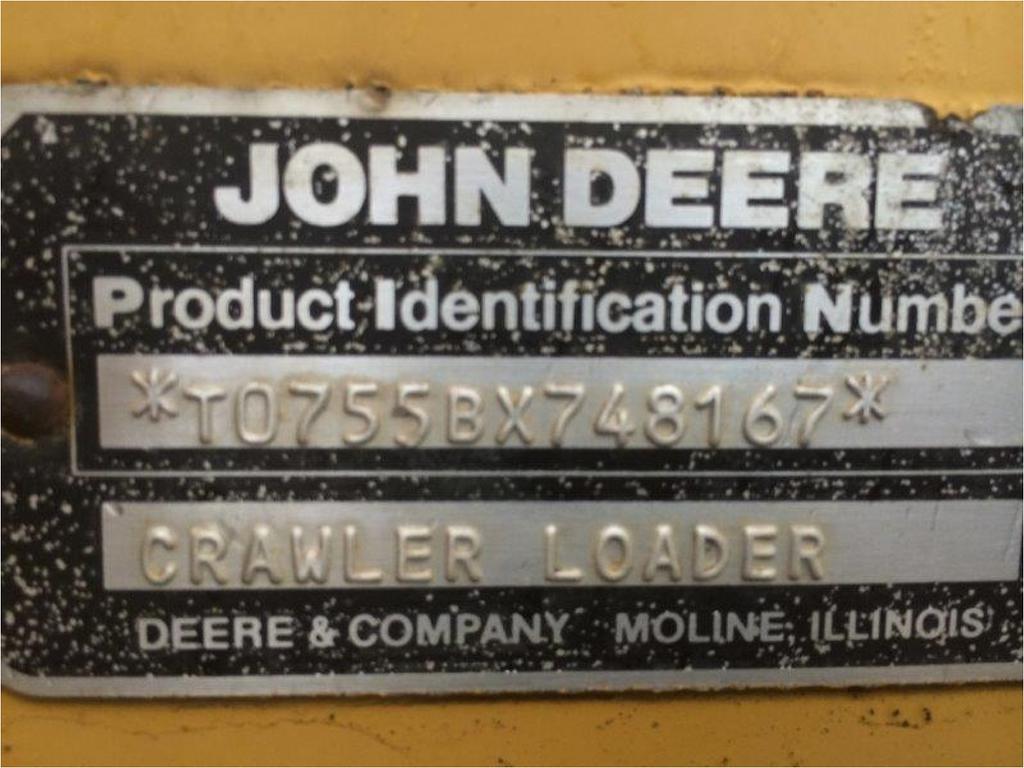 JOHN DEERE
Product Identification Numbe
*T0755BX748167*
CRAWLER LOADER
DEERE & COMPANY MOLINE, ILLINOIS